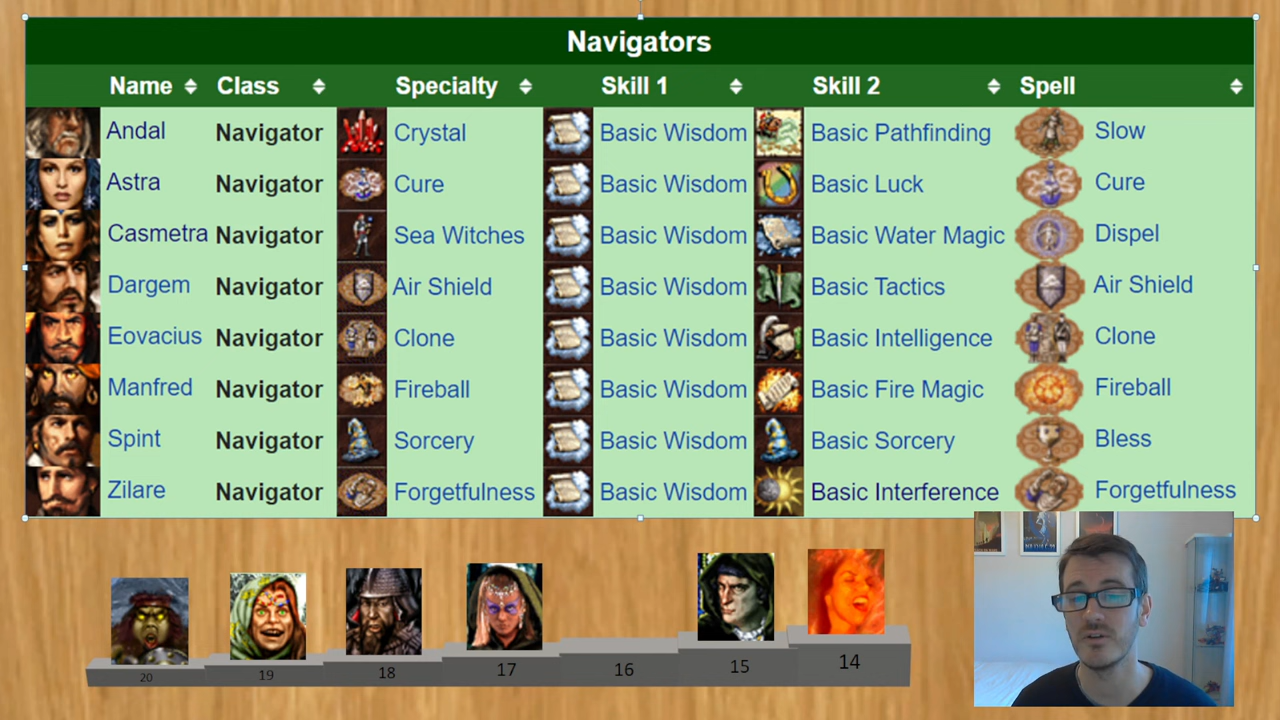 Navigators
Name Class Specialty Skill 1 Skill 2 Spell
Andal Navigator Crystal Basic Wisdom Basic Pathfinding Slow
Astra Navigator Cure Basic Wisdom Basic Luck Cure
Casmetra Navigator Sea Witches Basic Wisdom Basic Water Magic Dispel
Dargem Navigator Air Shield Basic Wisdom Basic Tactics Air Shield
Eovacius Navigator Clone Basic Wisdom Basic Intelligence Clone
Manfred Navigator Fireball Basic Wisdom Basic Fire Magic Fireball
Spint Navigator Sorcery Basic Wisdom Basic Sorcery Bless
Zilare Navigator Forgetfulness Basic Wisdom Basic Interference Forgetfulness
20 19 18 17 16 15 14